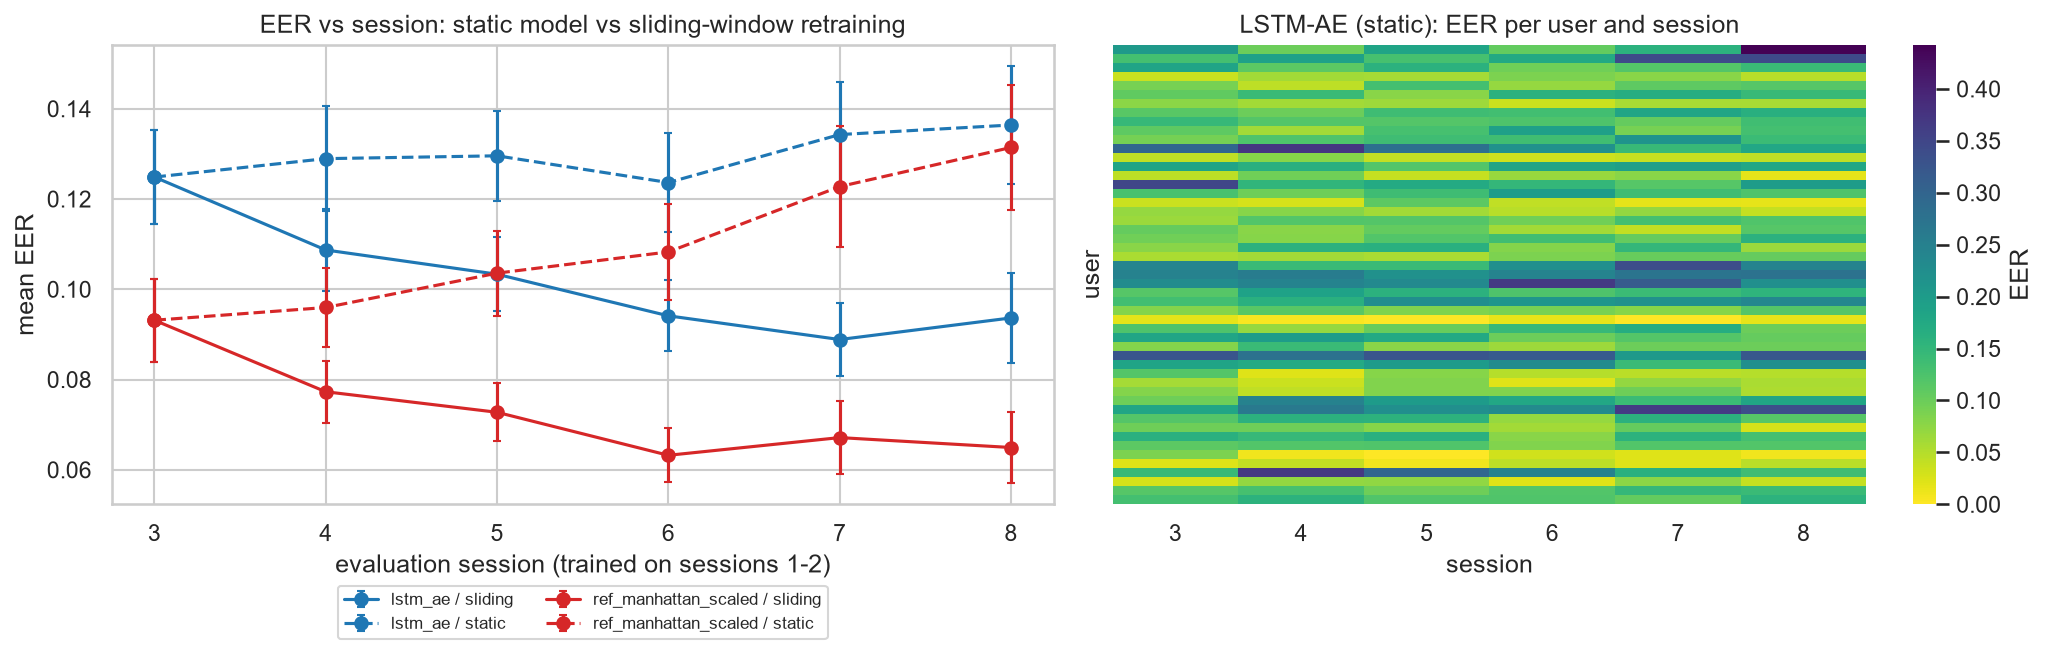 EER vs session: static model vs sliding-window retraining
mean EER
0.14
0.12
0.10
0.08
0.06
3 4 5 6 7 8
evaluation session (trained on sessions 1-2)
lstm_ae / sliding
lstm_ae / static
ref_manhattan_scaled / sliding
ref_manhattan_scaled / static
LSTM-AE (static): EER per user and session
user
3 4 5 6 7 8
session
0.40
0.35
0.30
0.25
0.20
0.15
0.10
0.05
0.00
EER